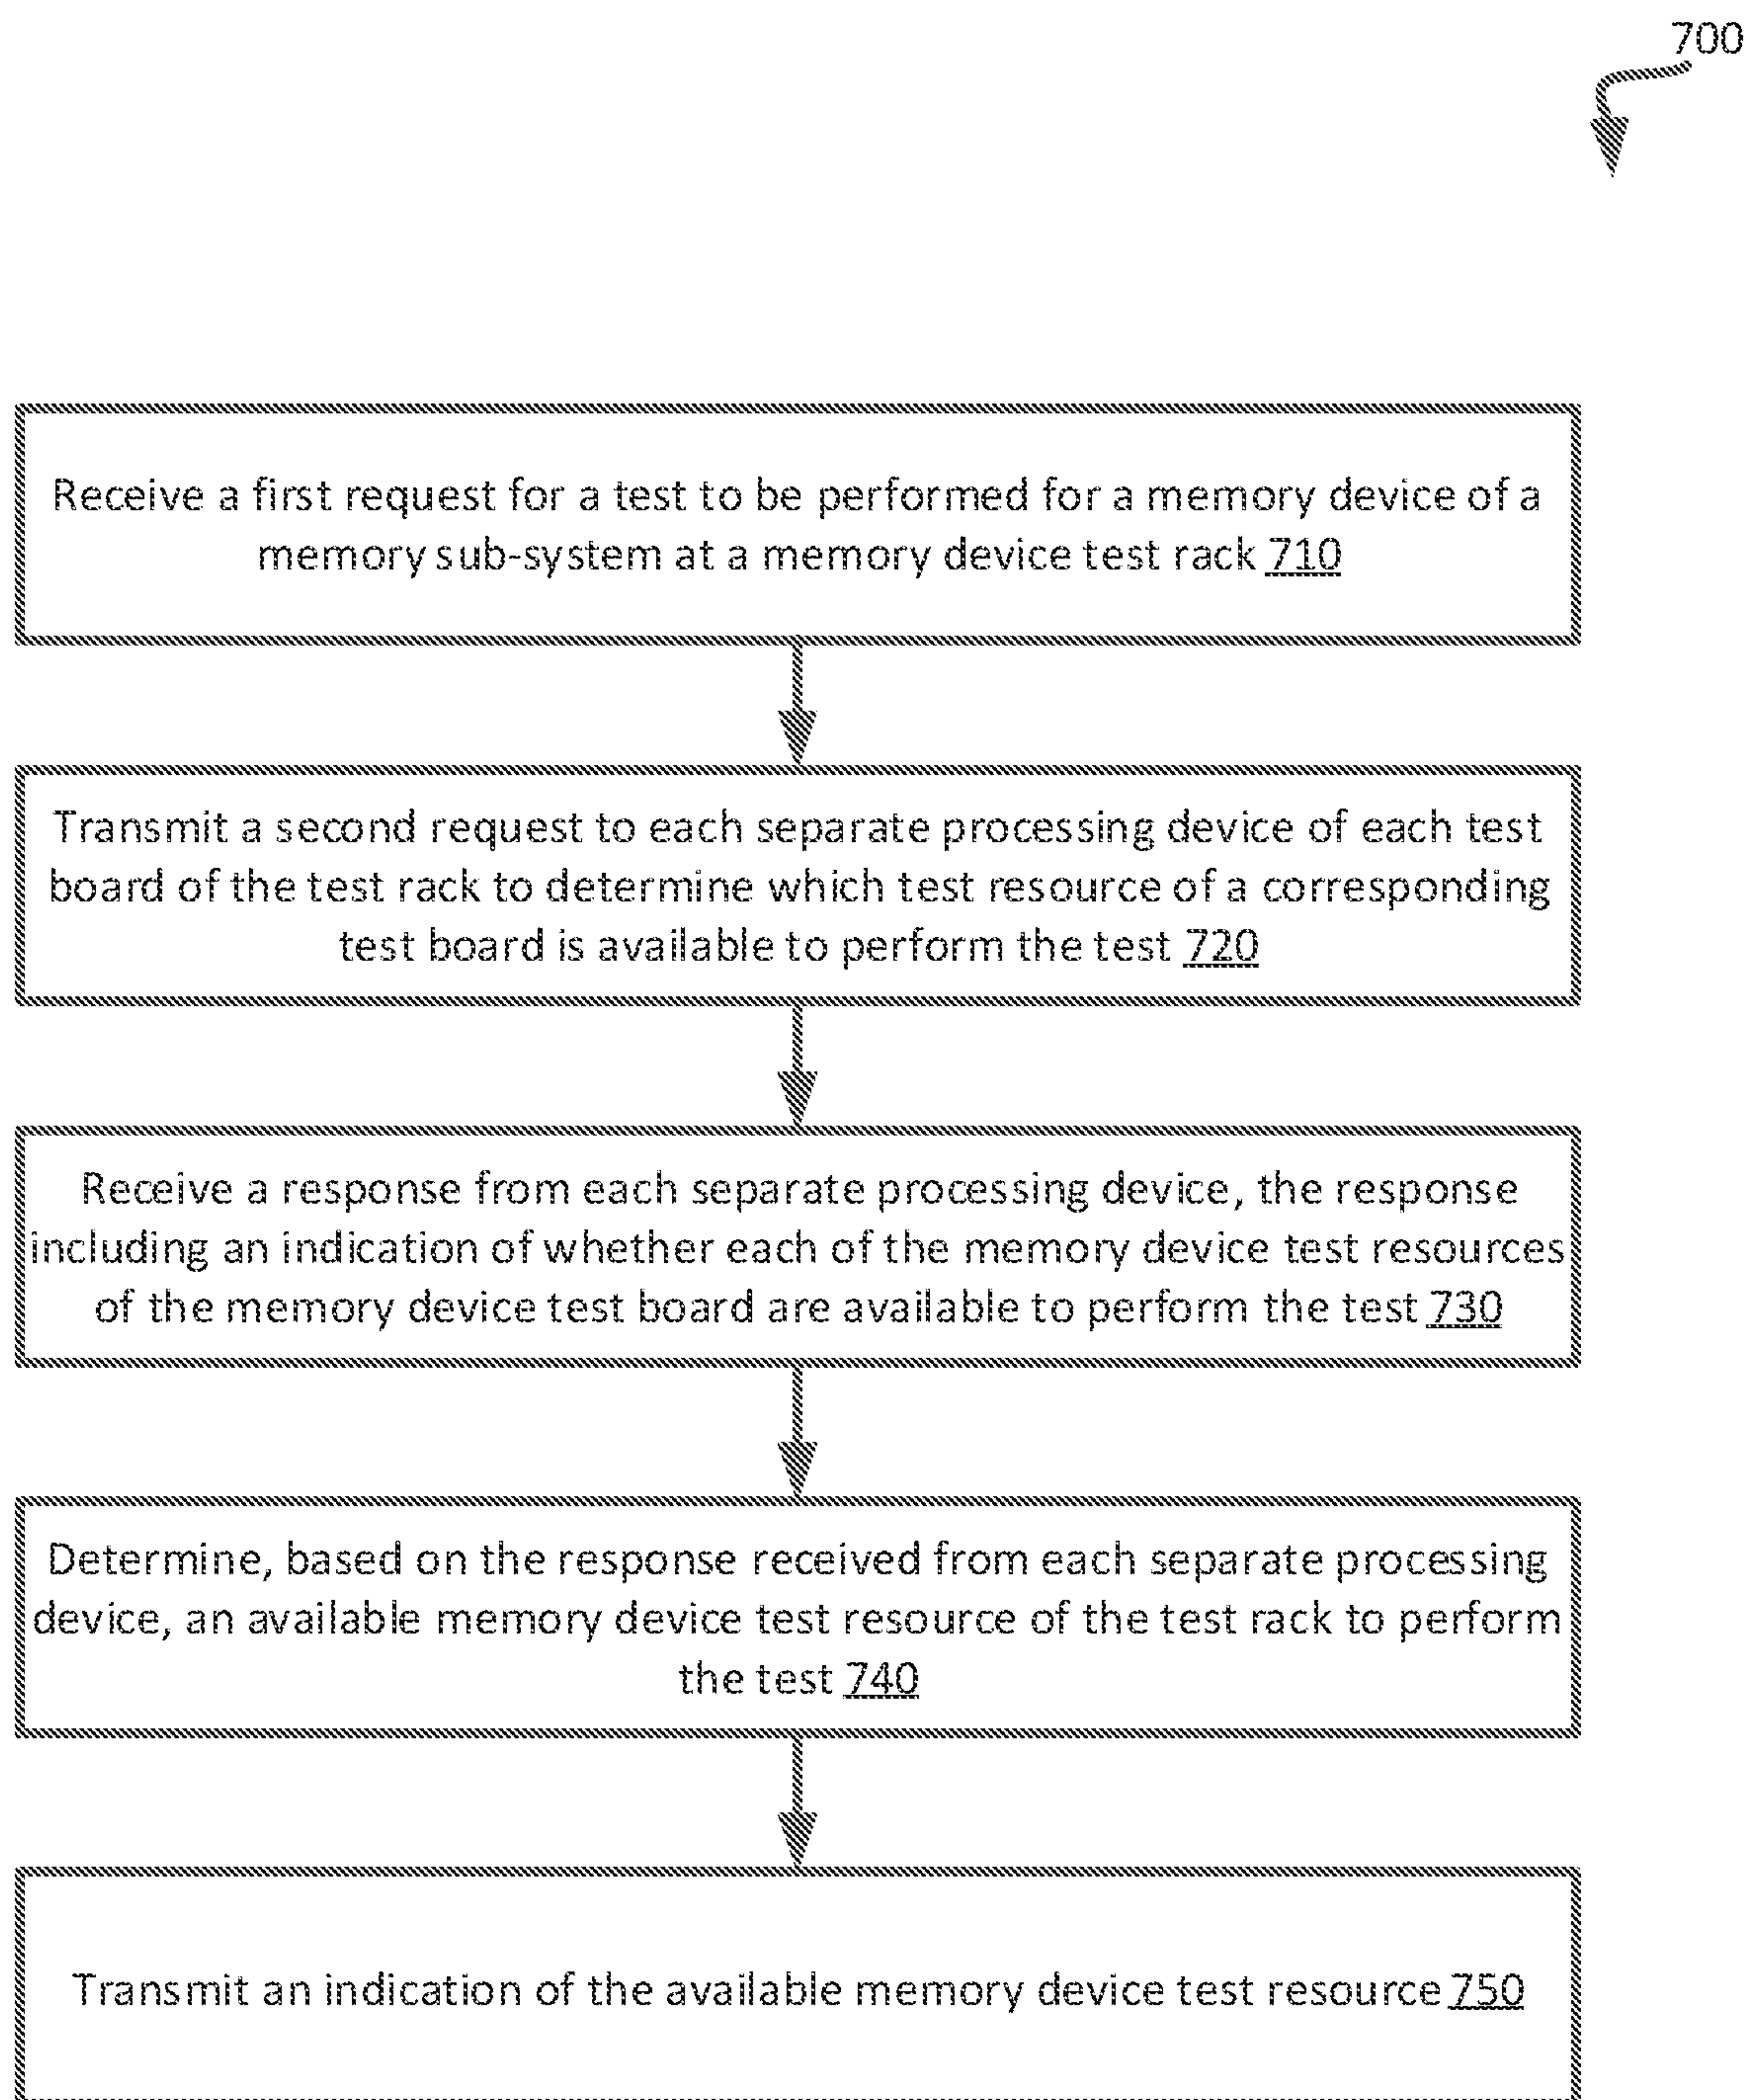 700
Receive a first request for a test to be performed for a memory device of a
memory sub-system at a memory device test rack 710
Transmit a second request to each separate processing device of each test
board of the test rack to determine which test resource of a corresponding
test board is available to perform the test 720
Receive a response from each separate processing device, the response
including an indication of whether each of the memory device test resources
of the memory device test board are available to perform the test 730
Determine, based on the response received from each separate processing
device, an available memory device test resource of the test rack to perform
the test 740
Transmit an indication of the available memory device test resource 750